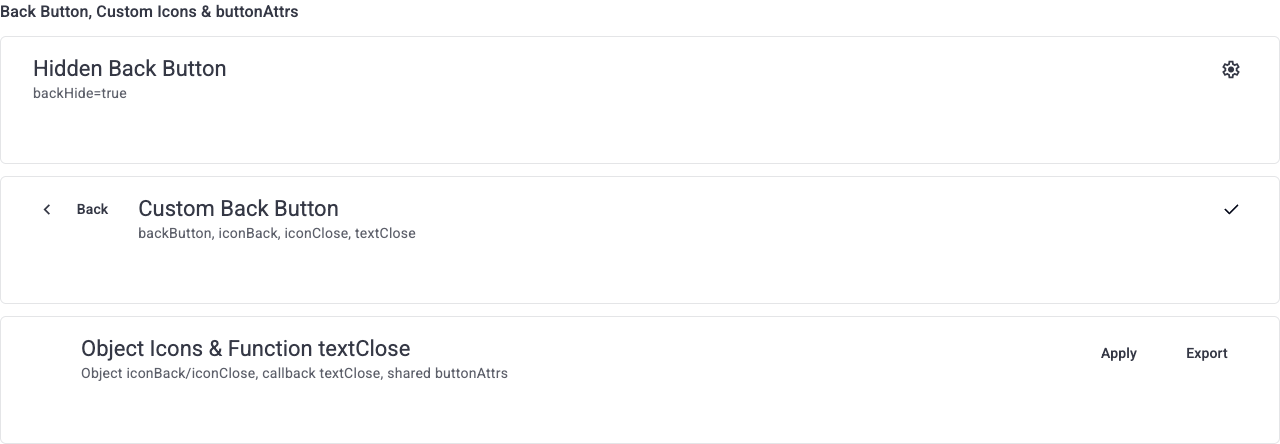 Back Button, Custom Icons & buttonAttrs
Hidden Back Button
backHide=true
Back
Custom Back Button
backButton, iconBack, iconClose, textClose
Object Icons & Function textClose
Apply
Export
Object iconBack/iconClose, callback textClose, shared buttonAttrs